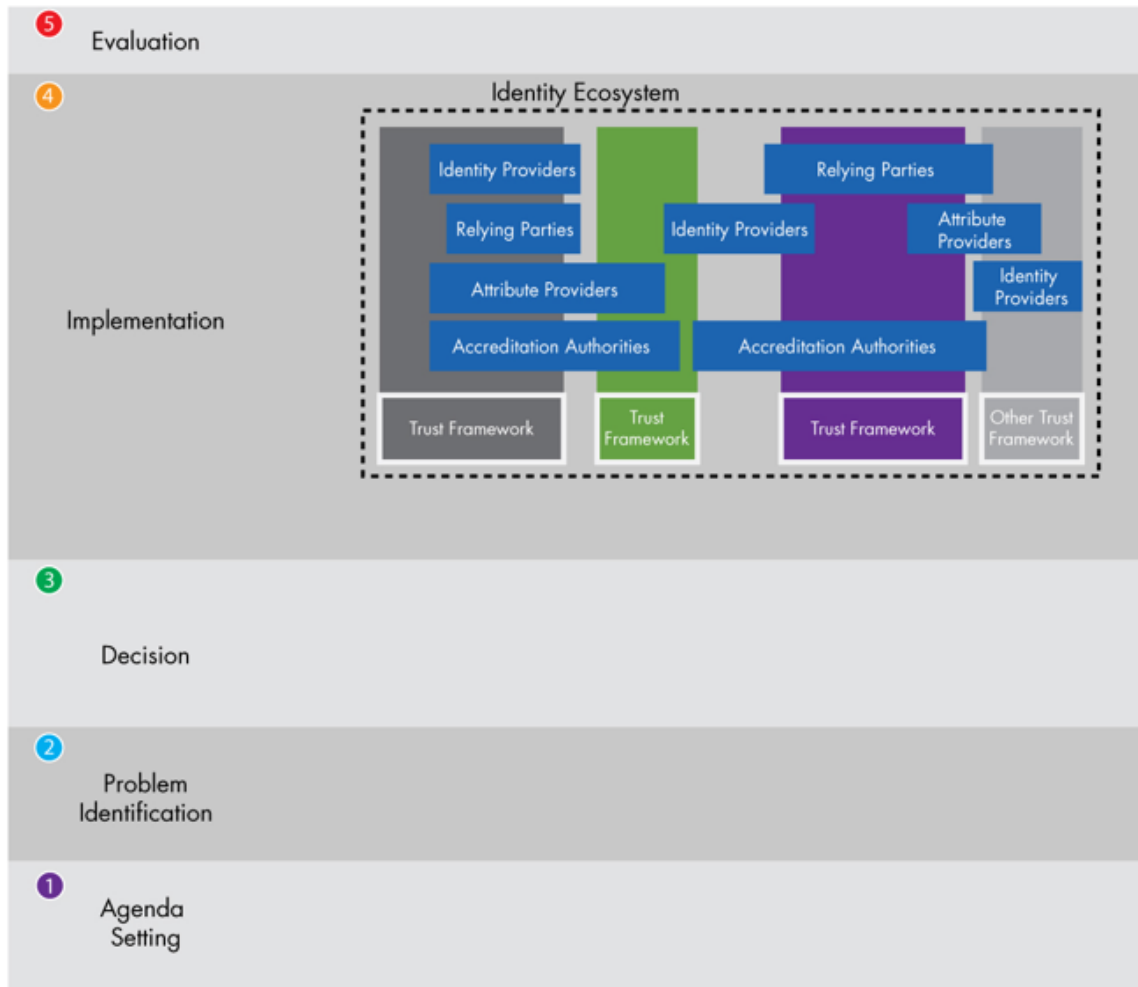 5
Evaluation
4
Identity Ecosystem
Identity Providers
Relying Parties
Relying Parties
Identity Providers
Attribute
Providers
Attribute Providers
Identity
Providers
Implementation
Accreditation Authorities
Accreditation Authorities
Trust Framework
Trust
Framework
Trust Framework
Other Trust
Framework
3
Decision
2
Problem
Identification
1
Agenda
Setting